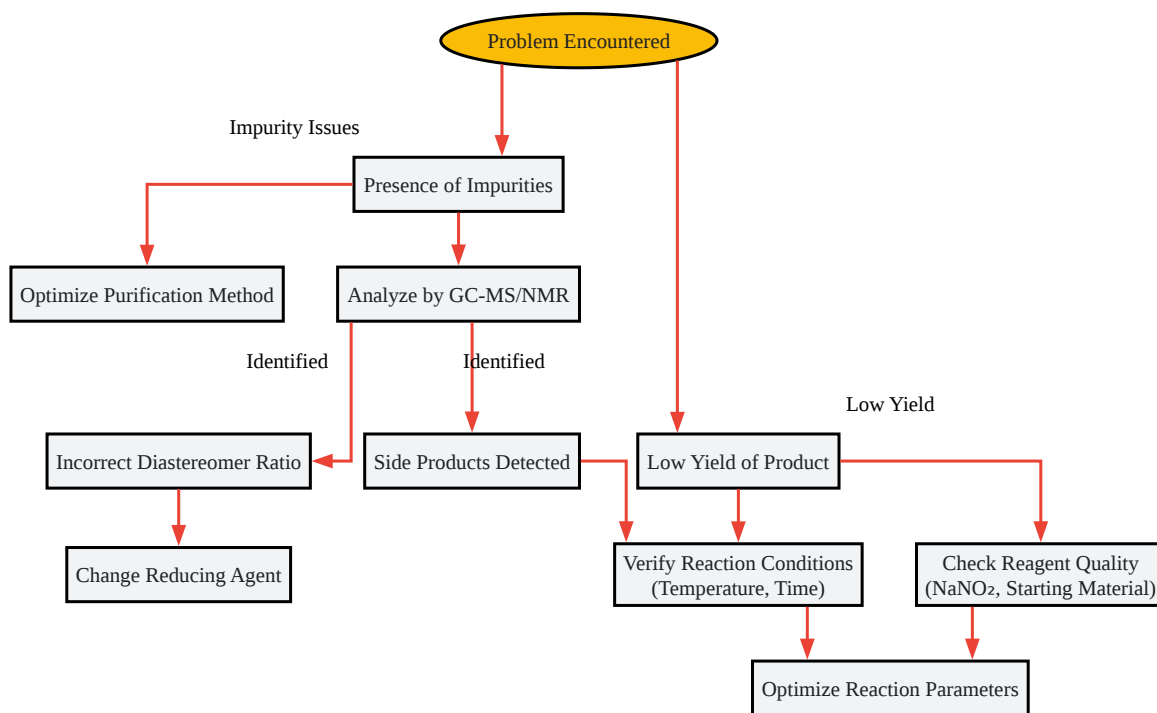 Problem Encountered
Impurity Issues
Presence of Impurities
Optimize Purification Method
Analyze by GC-MS/NMR
Identified
Identified
Low Yield
Incorrect Diastereomer Ratio
Side Products Detected
Low Yield of Product
Change Reducing Agent
Verify Reaction Conditions
(Temperature, Time)
Check Reagent Quality
(NaNO₂, Starting Material)
Optimize Reaction Parameters